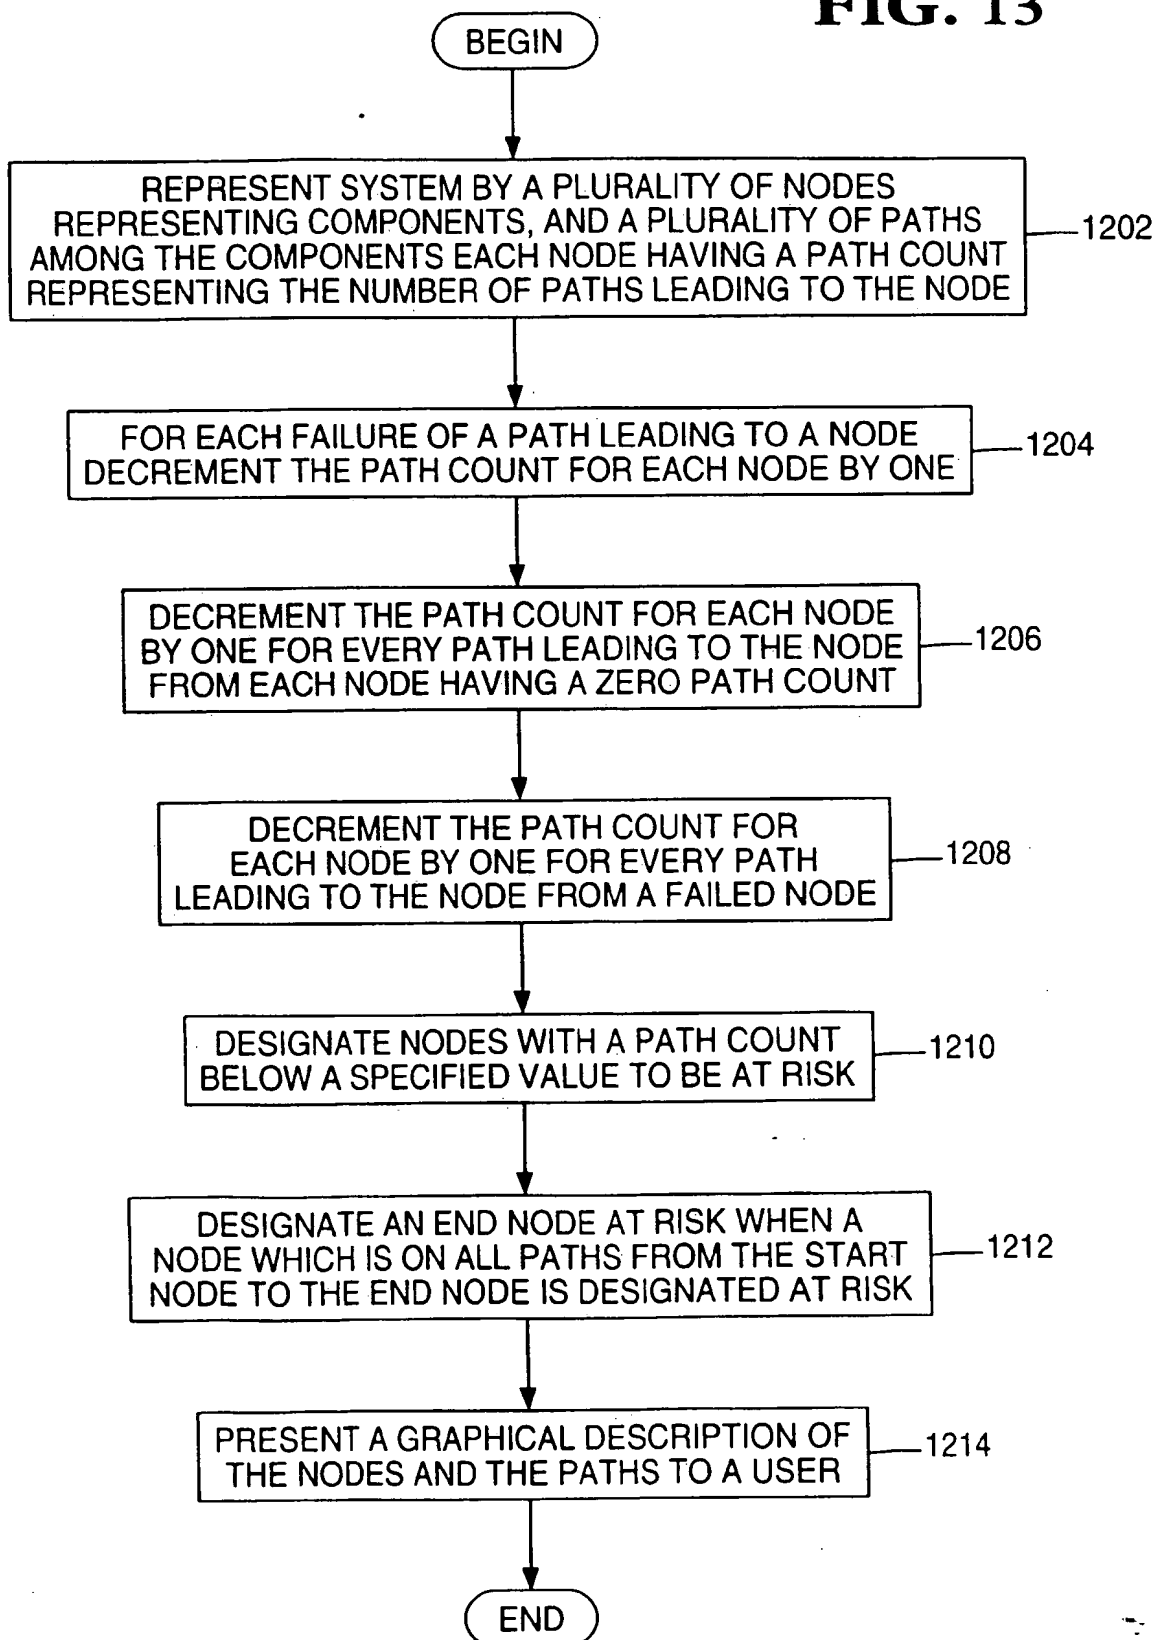 FIG. 13
BEGIN
REPRESENT SYSTEM BY A PLURALITY OF NODES
REPRESENTING COMPONENTS, AND A PLURALITY OF PATHS
AMONG THE COMPONENTS EACH NODE HAVING A PATH COUNT
REPRESENTING THE NUMBER OF PATHS LEADING TO THE NODE
1202
FOR EACH FAILURE OF A PATH LEADING TO A NODE
DECREMENT THE PATH COUNT FOR EACH NODE BY ONE
1204
DECREMENT THE PATH COUNT FOR EACH NODE
BY ONE FOR EVERY PATH LEADING TO THE NODE
FROM EACH NODE HAVING A ZERO PATH COUNT
1206
DECREMENT THE PATH COUNT FOR
EACH NODE BY ONE FOR EVERY PATH
LEADING TO THE NODE FROM A FAILED NODE
1208
DESIGNATE NODES WITH A PATH COUNT
BELOW A SPECIFIED VALUE TO BE AT RISK
1210
DESIGNATE AN END NODE AT RISK WHEN A
NODE WHICH IS ON ALL PATHS FROM THE START
NODE TO THE END NODE IS DESIGNATED AT RISK
1212
PRESENT A GRAPHICAL DESCRIPTION OF
THE NODES AND THE PATHS TO A USER
1214
END